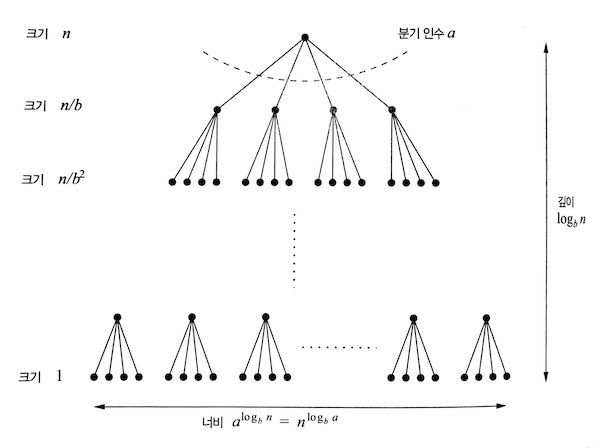 크기 n
분기 인수 a
크기 n/b
크기 n/b²
깊이
log_b n
크기 1
너비 a^{log_b n} = n^{log_b a}